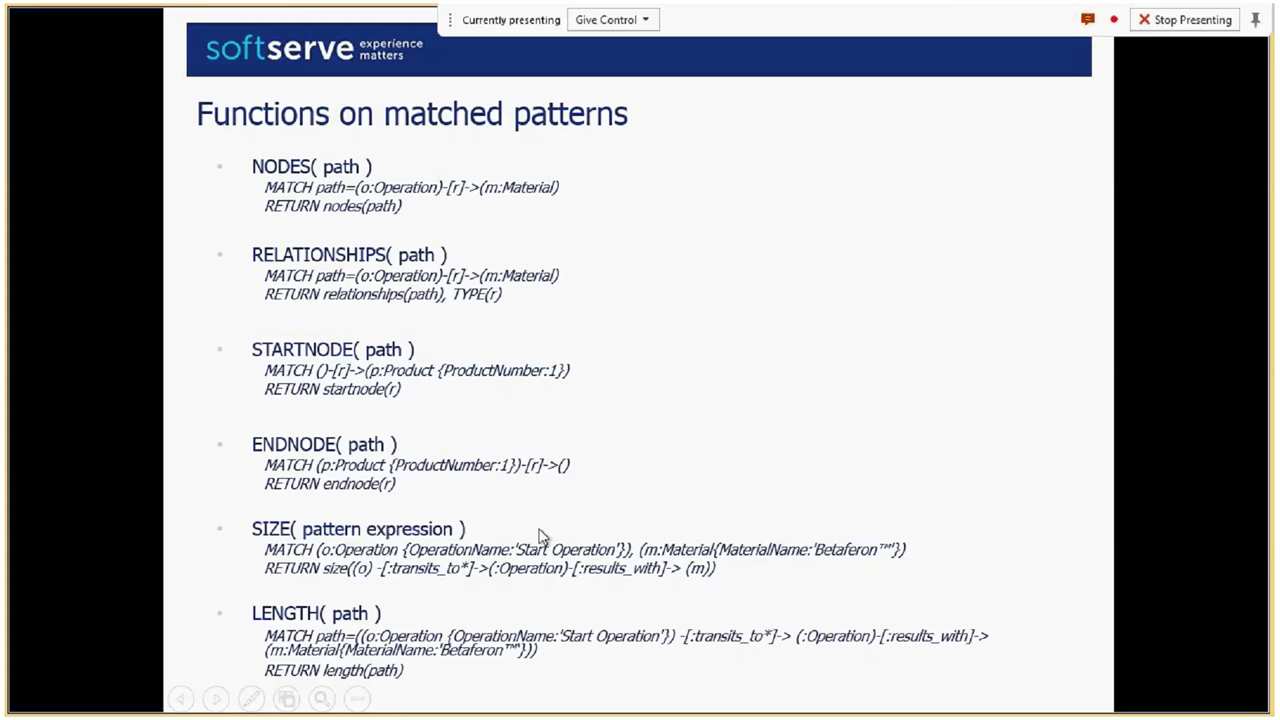 Currently presenting
Give Control
Stop Presenting
softserve experience matters
Functions on matched patterns
NODES( path )
MATCH path=(o:Operation)-[r]->(m:Material)
RETURN nodes(path)
RELATIONSHIPS( path )
MATCH path=(o:Operation)-[r]->(m:Material)
RETURN relationships(path), TYPE(r)
STARTNODE( path )
MATCH ()-[r]->(p:Product {ProductNumber:1})
RETURN startnode(r)
ENDNODE( path )
MATCH (p:Product {ProductNumber:1})-[r]->()
RETURN endnode(r)
SIZE( pattern expression )
MATCH (o:Operation {OperationName:'Start Operation'}), (m:Material{MaterialName:'Betaferon™'})
RETURN size((o) -[:transits_to*]->(:Operation)-[:results_with]-> (m))
LENGTH( path )
MATCH path=((o:Operation {OperationName:'Start Operation'}) -[:transits_to*]-> (:Operation)-[:results_with]->
(m:Material{MaterialName:'Betaferon™'}))
RETURN length(path)